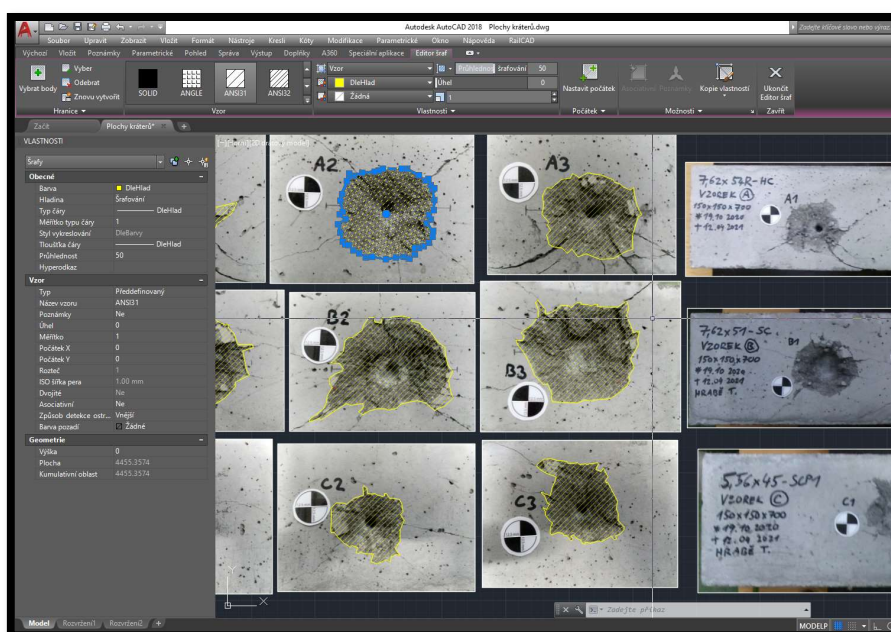 Autodesk AutoCAD 2018 Plochy kráterů.dwg
Zadejte klíčové slovo nebo výraz
Soubor Upravit Zobrazit Vložit Formát Nástroje Kresli Kóty Modifikace Parametrické Okno Nápověda RailCAD
Výchozí Vložit Poznámky Parametrické Pohled Správa Výstup Doplňky A360 Speciální aplikace Editor šraf
Vybrat body
Vyber
Odebrat
Znovu vytvořit
SOLID ANGLE ANSI31 ANSI32
Vzor
DleHlad
Žádná
Průhlednost šrafování 50
Úhel 0
1
Nastavit počátek
Asociativní Poznámky Kopie vlastností
Ukončit
Editor šraf
Hranice Vzor Vlastnosti Počátek Možnosti Zavřít
Začít Plochy kráterů* +
VLASTNOSTI
Šrafy
Obecné
Barva DleHlad
Hladina Šrafování
Typ čáry DleHlad
Měřítko typu čáry 1
Styl vykreslování DleBarvy
Tloušťka čáry DleHlad
Průhlednost 50
Hyperodkaz
Vzor
Typ Předdefinovaný
Název vzoru ANSI31
Poznámky Ne
Úhel 0
Měřítko 1
Počátek X 0
Počátek Y 0
Rozteč 1
ISO šířka pera 1.00 mm
Dvojité Ne
Asociativní Ne
Způsob detekce ostr... Vnější
Barva pozadí Žádné
Geometrie
Výška 0
Plocha 4455.3574
Kumulativní oblast 4455.3574
A2
A3
7,62x54R-HC
VZOREK A
150x150x700
* 19.10 2020
† 12.04 2021
A1
B2
B3
7,62x51-SC
VZOREK B
150x150x700
* 19.10 2020
† 12.04 2021
HRABĚ T.
B1
C2
C3
5,56x45-SCP1
VZOREK C
150x150x700
* 19.10.2020
† 12.04 2021
HRABĚ T.
C1
Y
X
Zadejte příkaz
Model Rozvržení1 Rozvržení2 +
MODELP